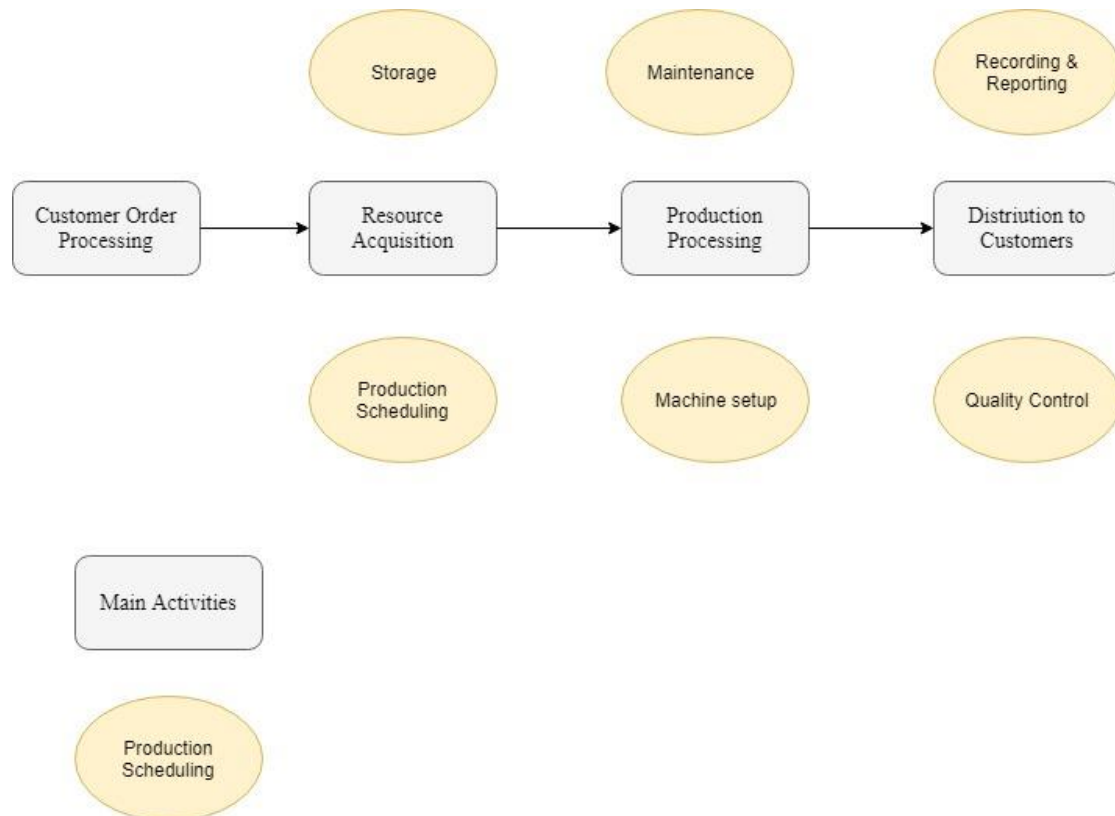 Storage
Maintenance
Recording &
Reporting
Customer Order
Processing
Resource
Acquisition
Production
Processing
Distriution to
Customers
Production
Scheduling
Machine setup
Quality Control
Main Activities
Production
Scheduling